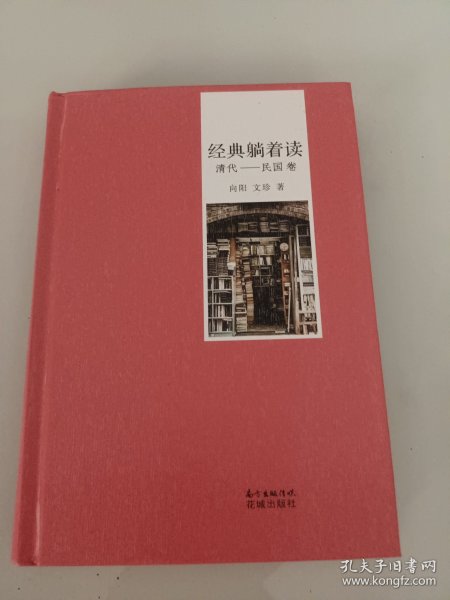 经典躺着读
清代——民国卷
向阳 文珍 著
南方出版传媒
花城出版社
孔夫子旧书网
www.kongfz.com